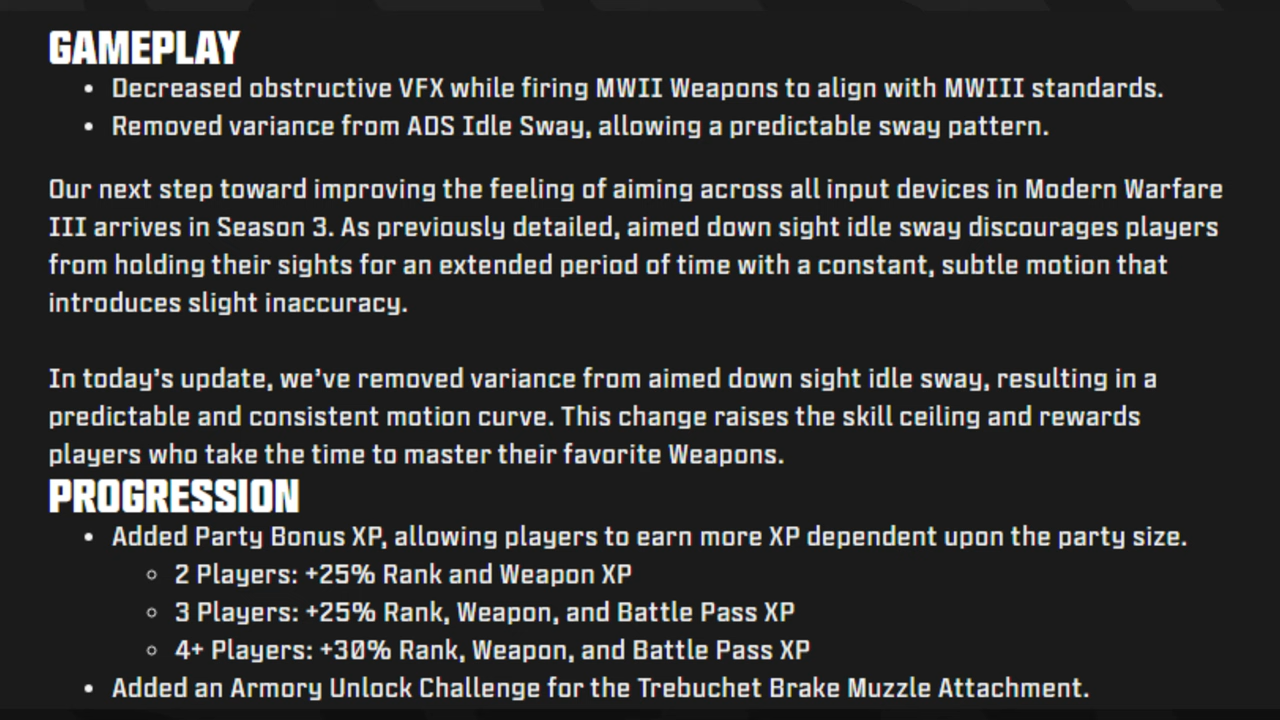 GAMEPLAY
• Decreased obstructive VFX while firing MWII Weapons to align with MWIII standards.
• Removed variance from ADS Idle Sway, allowing a predictable sway pattern.
Our next step toward improving the feeling of aiming across all input devices in Modern Warfare
III arrives in Season 3. As previously detailed, aimed down sight idle sway discourages players
from holding their sights for an extended period of time with a constant, subtle motion that
introduces slight inaccuracy.
In today’s update, we’ve removed variance from aimed down sight idle sway, resulting in a
predictable and consistent motion curve. This change raises the skill ceiling and rewards
players who take the time to master their favorite Weapons.
PROGRESSION
• Added Party Bonus XP, allowing players to earn more XP dependent upon the party size.
◦ 2 Players: +25% Rank and Weapon XP
◦ 3 Players: +25% Rank, Weapon, and Battle Pass XP
◦ 4+ Players: +30% Rank, Weapon, and Battle Pass XP
• Added an Armory Unlock Challenge for the Trebuchet Brake Muzzle Attachment.